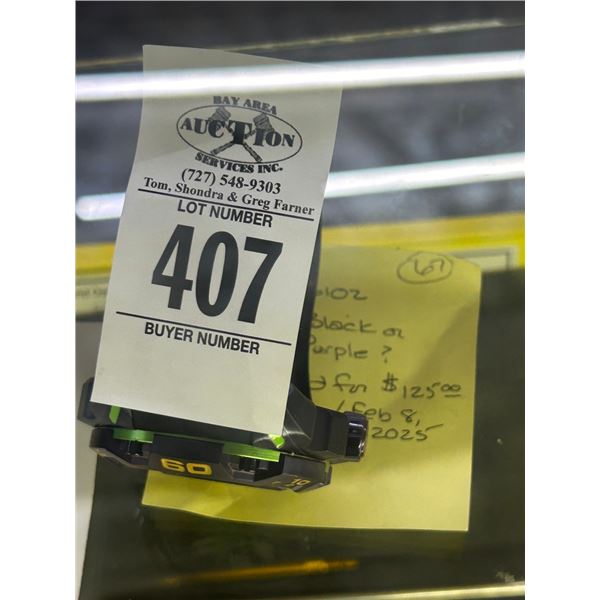 BAY AREA
AUCTION
SERVICES INC.
(727) 548-9303
Tom, Shondra & Greg Farner
LOT NUMBER
407
BUYER NUMBER
60
10
Black or
Purple ?
for $125.00
Feb 8,
2025